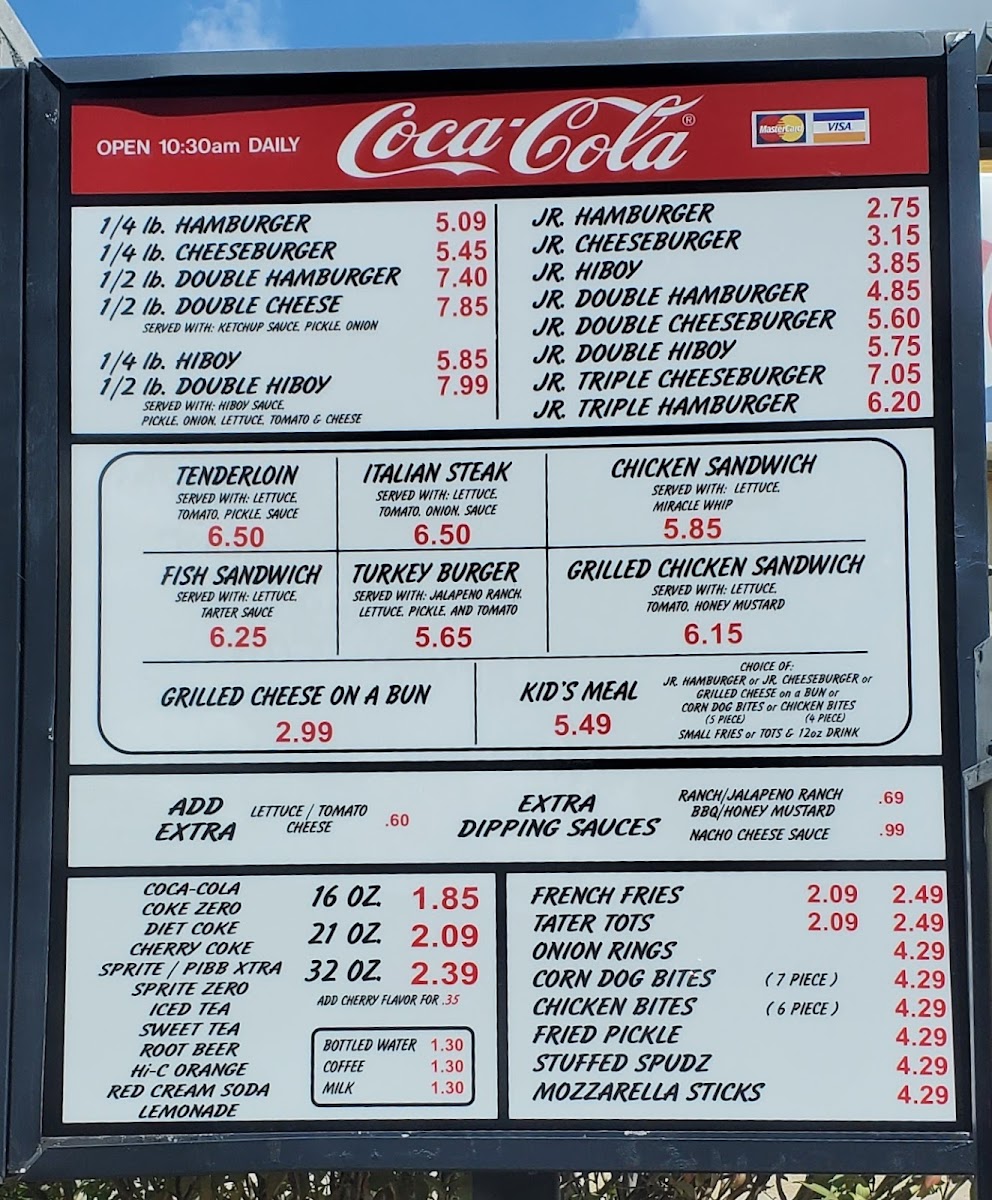 OPEN 10:30am DAILY
Coca-Cola®
MasterCard VISA
1/4 lb. HAMBURGER 5.09
1/4 lb. CHEESEBURGER 5.45
1/2 lb. DOUBLE HAMBURGER 7.40
1/2 lb. DOUBLE CHEESE 7.85
SERVED WITH: KETCHUP SAUCE, PICKLE, ONION
1/4 lb. HIBOY 5.85
1/2 lb. DOUBLE HIBOY 7.99
SERVED WITH: HIBOY SAUCE,
PICKLE, ONION, LETTUCE, TOMATO & CHEESE
JR. HAMBURGER 2.75
JR. CHEESEBURGER 3.15
JR. HIBOY 3.85
JR. DOUBLE HAMBURGER 4.85
JR. DOUBLE CHEESEBURGER 5.60
JR. DOUBLE HIBOY 5.75
JR. TRIPLE CHEESEBURGER 7.05
JR. TRIPLE HAMBURGER 6.20
TENDERLOIN
SERVED WITH: LETTUCE,
TOMATO, PICKLE, SAUCE
6.50
ITALIAN STEAK
SERVED WITH: LETTUCE,
TOMATO, ONION, SAUCE
6.50
CHICKEN SANDWICH
SERVED WITH: LETTUCE,
MIRACLE WHIP
5.85
FISH SANDWICH
SERVED WITH: LETTUCE,
TARTER SAUCE
6.25
TURKEY BURGER
SERVED WITH: JALAPENO RANCH,
LETTUCE, PICKLE, AND TOMATO
5.65
GRILLED CHICKEN SANDWICH
SERVED WITH: LETTUCE,
TOMATO, HONEY MUSTARD
6.15
GRILLED CHEESE ON A BUN
2.99
KID'S MEAL
5.49
CHOICE OF:
JR. HAMBURGER or JR. CHEESEBURGER or
GRILLED CHEESE on a BUN or
CORN DOG BITES or CHICKEN BITES
(5 PIECE) (4 PIECE)
SMALL FRIES or TOTS & 12oz DRINK
ADD
EXTRA
LETTUCE / TOMATO
CHEESE
.60
EXTRA
DIPPING SAUCES
RANCH/JALAPENO RANCH
BBQ/HONEY MUSTARD
.69
NACHO CHEESE SAUCE .99
COCA-COLA
COKE ZERO
DIET COKE
CHERRY COKE
SPRITE / PIBB XTRA
SPRITE ZERO
ICED TEA
SWEET TEA
ROOT BEER
Hi-C ORANGE
RED CREAM SODA
LEMONADE
16 OZ. 1.85
21 OZ. 2.09
32 OZ. 2.39
ADD CHERRY FLAVOR FOR .35
BOTTLED WATER 1.30
COFFEE 1.30
MILK 1.30
FRENCH FRIES 2.09 2.49
TATER TOTS 2.09 2.49
ONION RINGS 4.29
CORN DOG BITES (7 PIECE) 4.29
CHICKEN BITES (6 PIECE) 4.29
FRIED PICKLE 4.29
STUFFED SPUDZ 4.29
MOZZARELLA STICKS 4.29